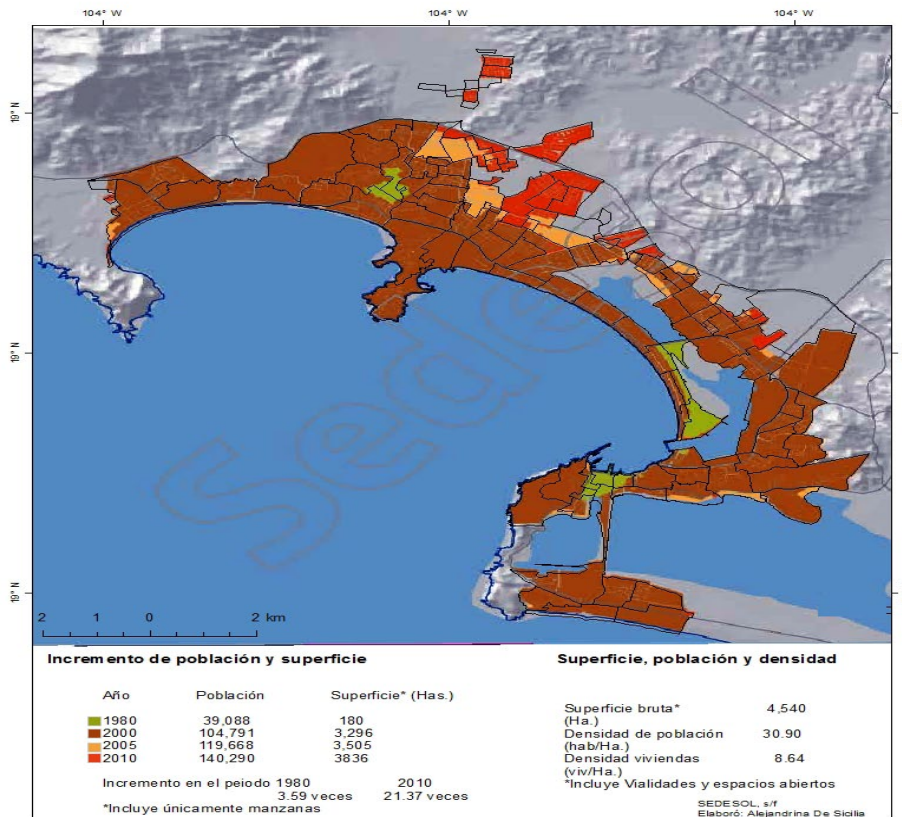 104° W 104° W 104° W
19° N
19° N
19° N
Sede
2 1 0 2 km
Incremento de población y superficie
Año Población Superficie* (Has.)
1980 39,088 180
2000 104,791 3,296
2005 119,668 3,505
2010 140,290 3836
Incremento en el peiodo 1980 2010
3.59 veces 21.37 veces
*Incluye únicamente manzanas
Superficie, población y densidad
Superficie bruta* 4,540
(Ha.)
Densidad de población 30.90
(hab/Ha.)
Densidad viviendas 8.64
(viv/Ha.)
*Incluye Vialidades y espacios abiertos
SEDESOL, s/f
Elaboró: Alejandrina De Sicilia